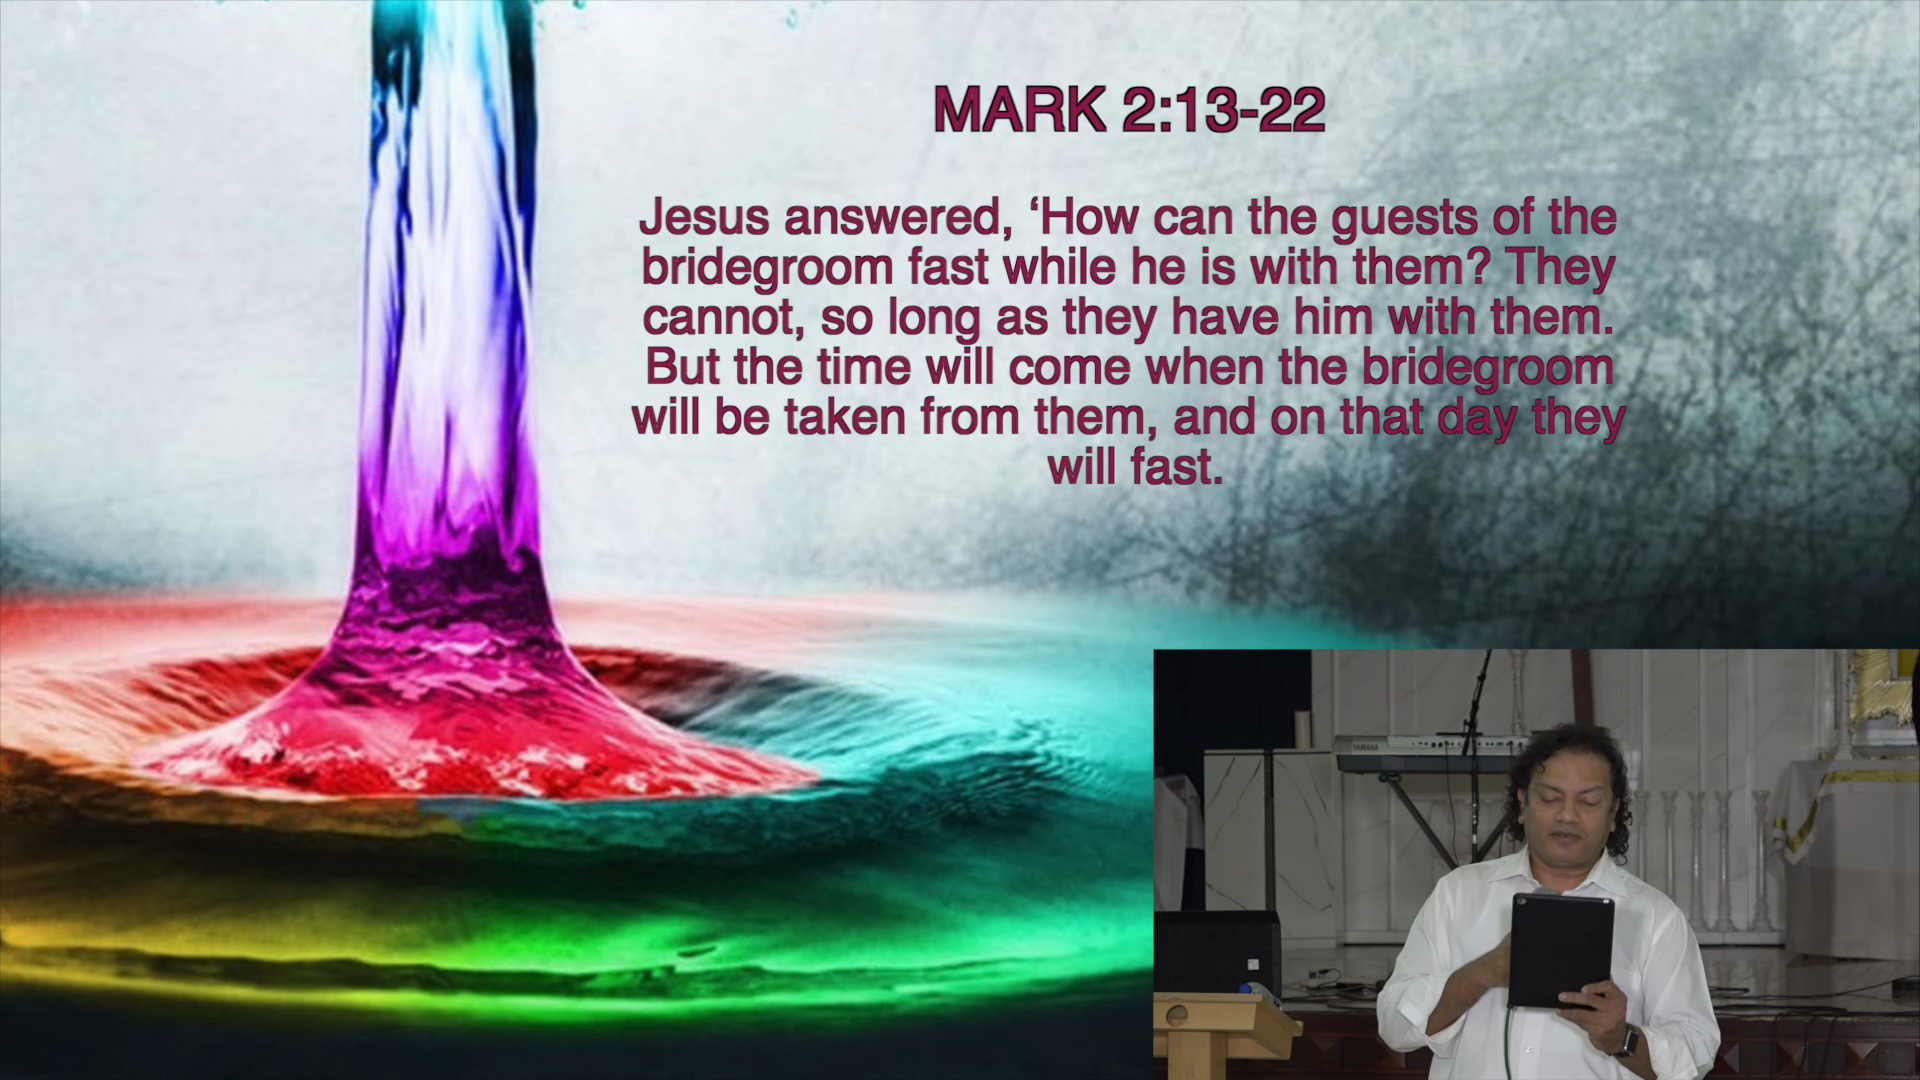 MARK 2:13-22
Jesus answered, ‘How can the guests of the
bridegroom fast while he is with them? They
cannot, so long as they have him with them.
But the time will come when the bridegroom
will be taken from them, and on that day they
will fast.
YAMAHA